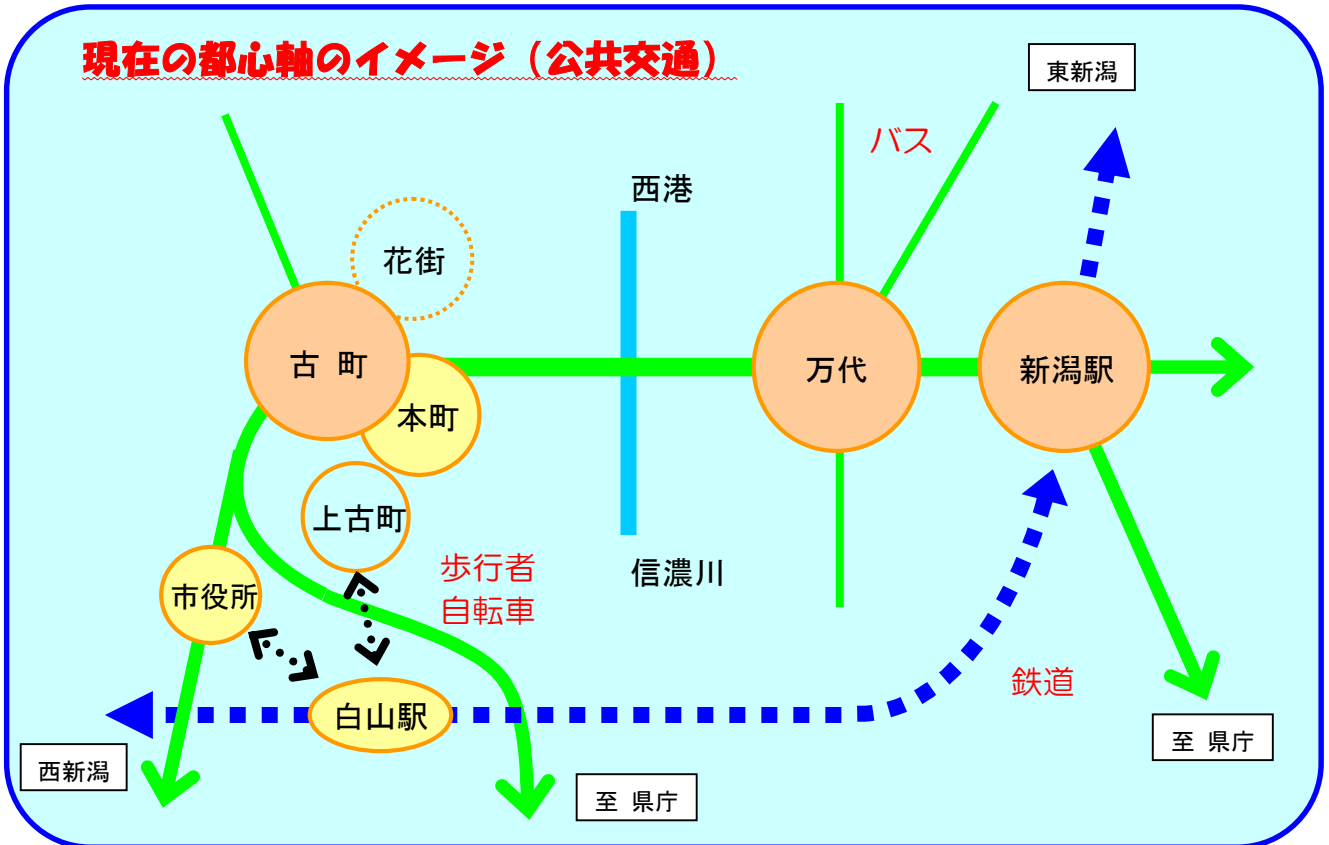 現在の都心軸のイメージ（公共交通）
東新潟
バス
西港
花街
古 町
万代
新潟駅
本町
上古町
歩行者
自転車
信濃川
市役所
鉄道
白山駅
西新潟
至 県庁
至 県庁